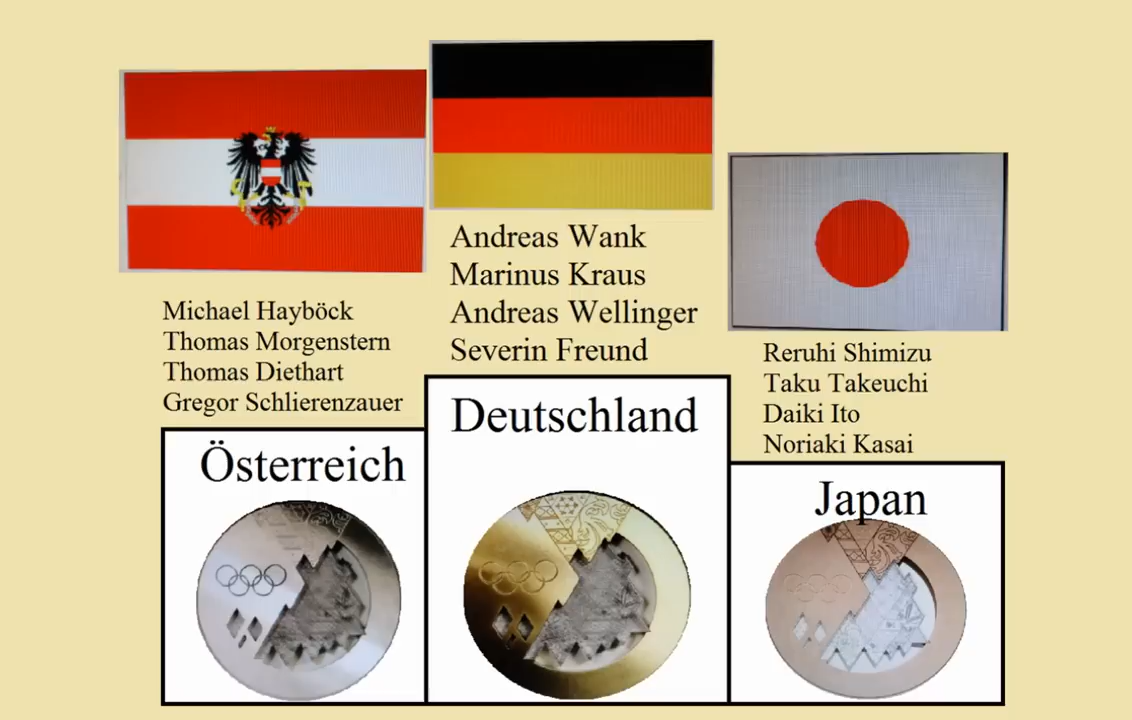 Michael Hayböck
Thomas Morgenstern
Thomas Diethart
Gregor Schlierenzauer
Österreich
Andreas Wank
Marinus Kraus
Andreas Wellinger
Severin Freund
Deutschland
Reruhi Shimizu
Taku Takeuchi
Daiki Ito
Noriaki Kasai
Japan